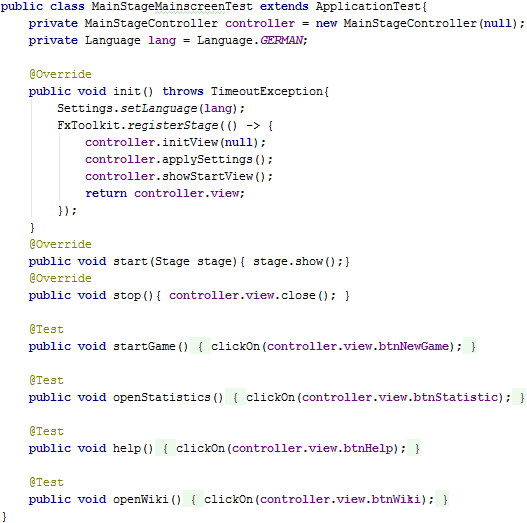 public class MainStageMainscreenTest extends ApplicationTest{
    private MainStageController controller = new MainStageController(null);
    private Language lang = Language.GERMAN;

    @Override
    public void init() throws TimeoutException{
        Settings.setLanguage(lang);
        FxToolkit.registerStage(() -> {
            controller.initView(null);
            controller.applySettings();
            controller.showStartView();
            return controller.view;
        });
    }
    @Override
    public void start(Stage stage){ stage.show();}
    @Override
    public void stop(){ controller.view.close(); }

    @Test
    public void startGame() { clickOn(controller.view.btnNewGame); }

    @Test
    public void openStatistics() { clickOn(controller.view.btnStatistic); }

    @Test
    public void help() { clickOn(controller.view.btnHelp); }

    @Test
    public void openWiki() { clickOn(controller.view.btnWiki); }
}